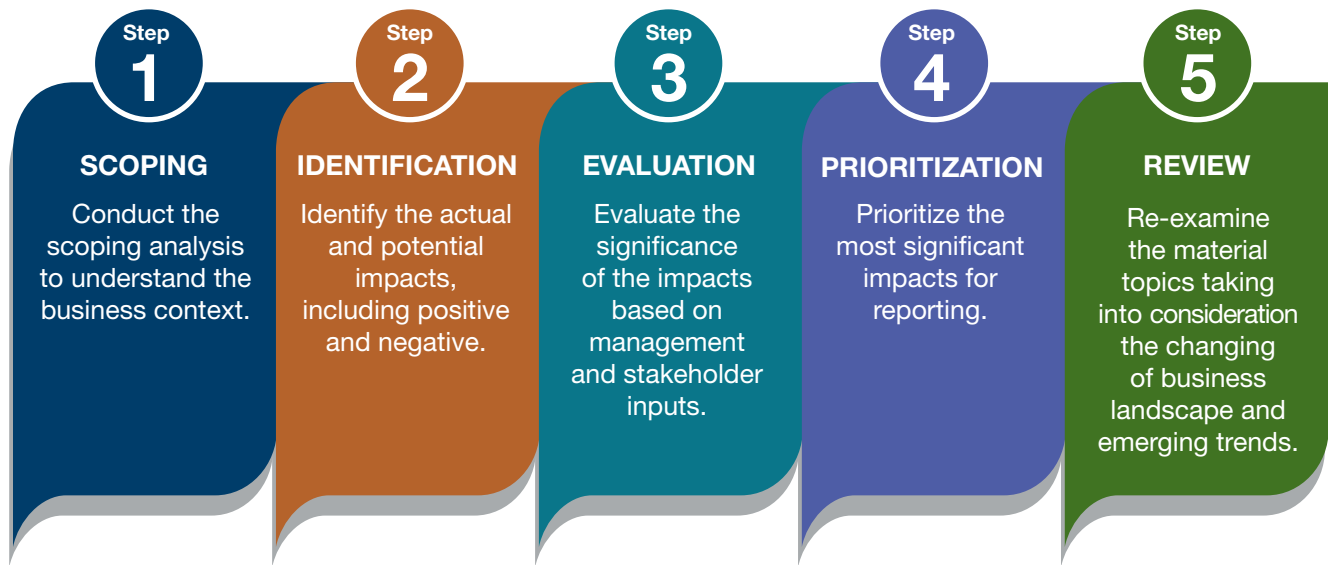 Step
1
SCOPING
Conduct the
scoping analysis
to understand the
business context.
Step
2
IDENTIFICATION
Identify the actual
and potential
impacts,
including positive
and negative.
Step
3
EVALUATION
Evaluate the
significance
of the impacts
based on
management
and stakeholder
inputs.
Step
4
PRIORITIZATION
Prioritize the
most significant
impacts for
reporting.
Step
5
REVIEW
Re-examine
the material
topics taking
into consideration
the changing
of business
landscape and
emerging trends.